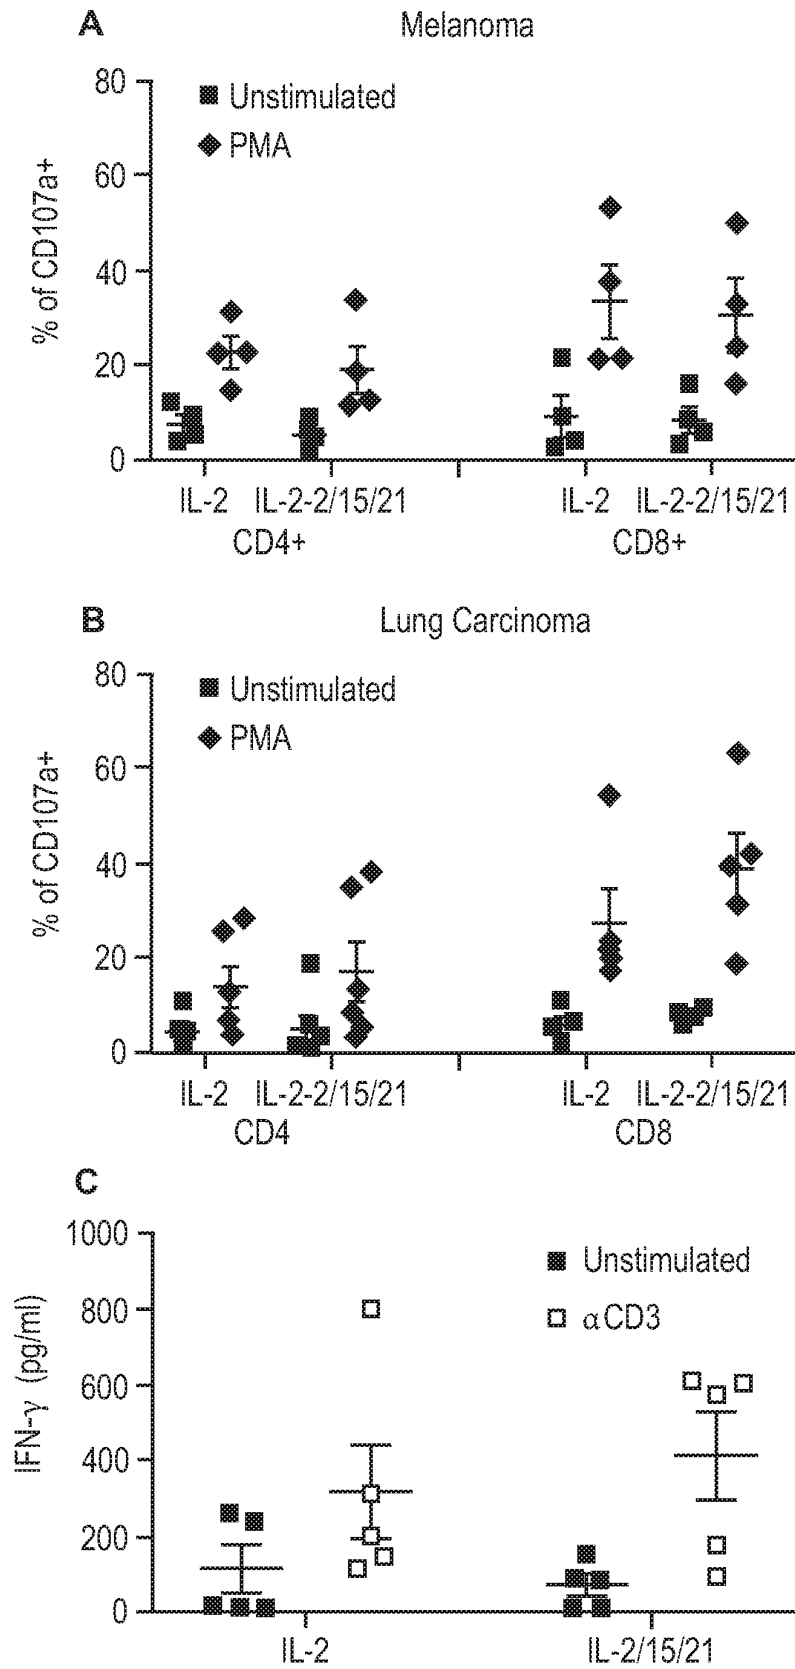 A
Melanoma
80
60
40
20
0
% of CD107a+
Unstimulated
PMA
IL-2 IL-2-2/15/21 IL-2 IL-2-2/15/21
CD4+ CD8+
B
Lung Carcinoma
80
60
40
20
0
% of CD107a+
Unstimulated
PMA
IL-2 IL-2-2/15/21 IL-2 IL-2-2/15/21
CD4 CD8
C
1000
800
600
400
200
0
IFN-γ (pg/ml)
Unstimulated
αCD3
IL-2 IL-2/15/21